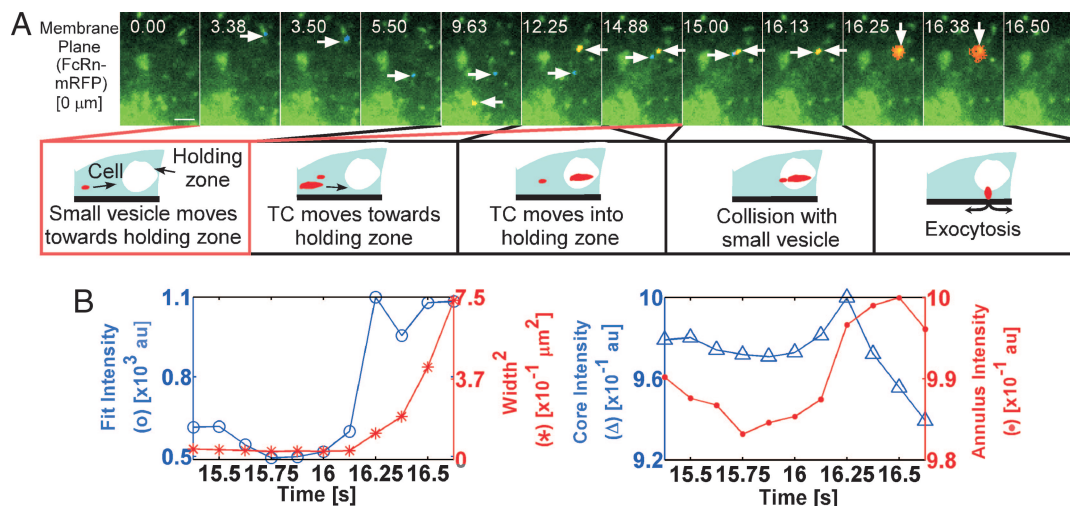 A
Membrane
Plane
(FcRn-
mRFP)
[0 μm]
0.00 3.38 3.50 5.50 9.63 12.25 14.88 15.00 16.13 16.25 16.38 16.50
Cell
Holding
zone
Small vesicle moves
towards holding zone
TC moves towards
holding zone
TC moves into
holding zone
Collision with
small vesicle
Exocytosis
B
Fit Intensity
(o) [x10³ au]
1.1
0.8
0.5
7.5
3.7
0
Width²
(*) [x10⁻¹ μm²]
15.5 15.75 16 16.25 16.5
Time [s]
Core Intensity
(Δ) [x10⁻¹ au]
10
9.6
9.2
10
9.9
9.8
Annulus Intensity
(•) [x10⁻¹ au]
15.5 15.75 16 16.25 16.5
Time [s]